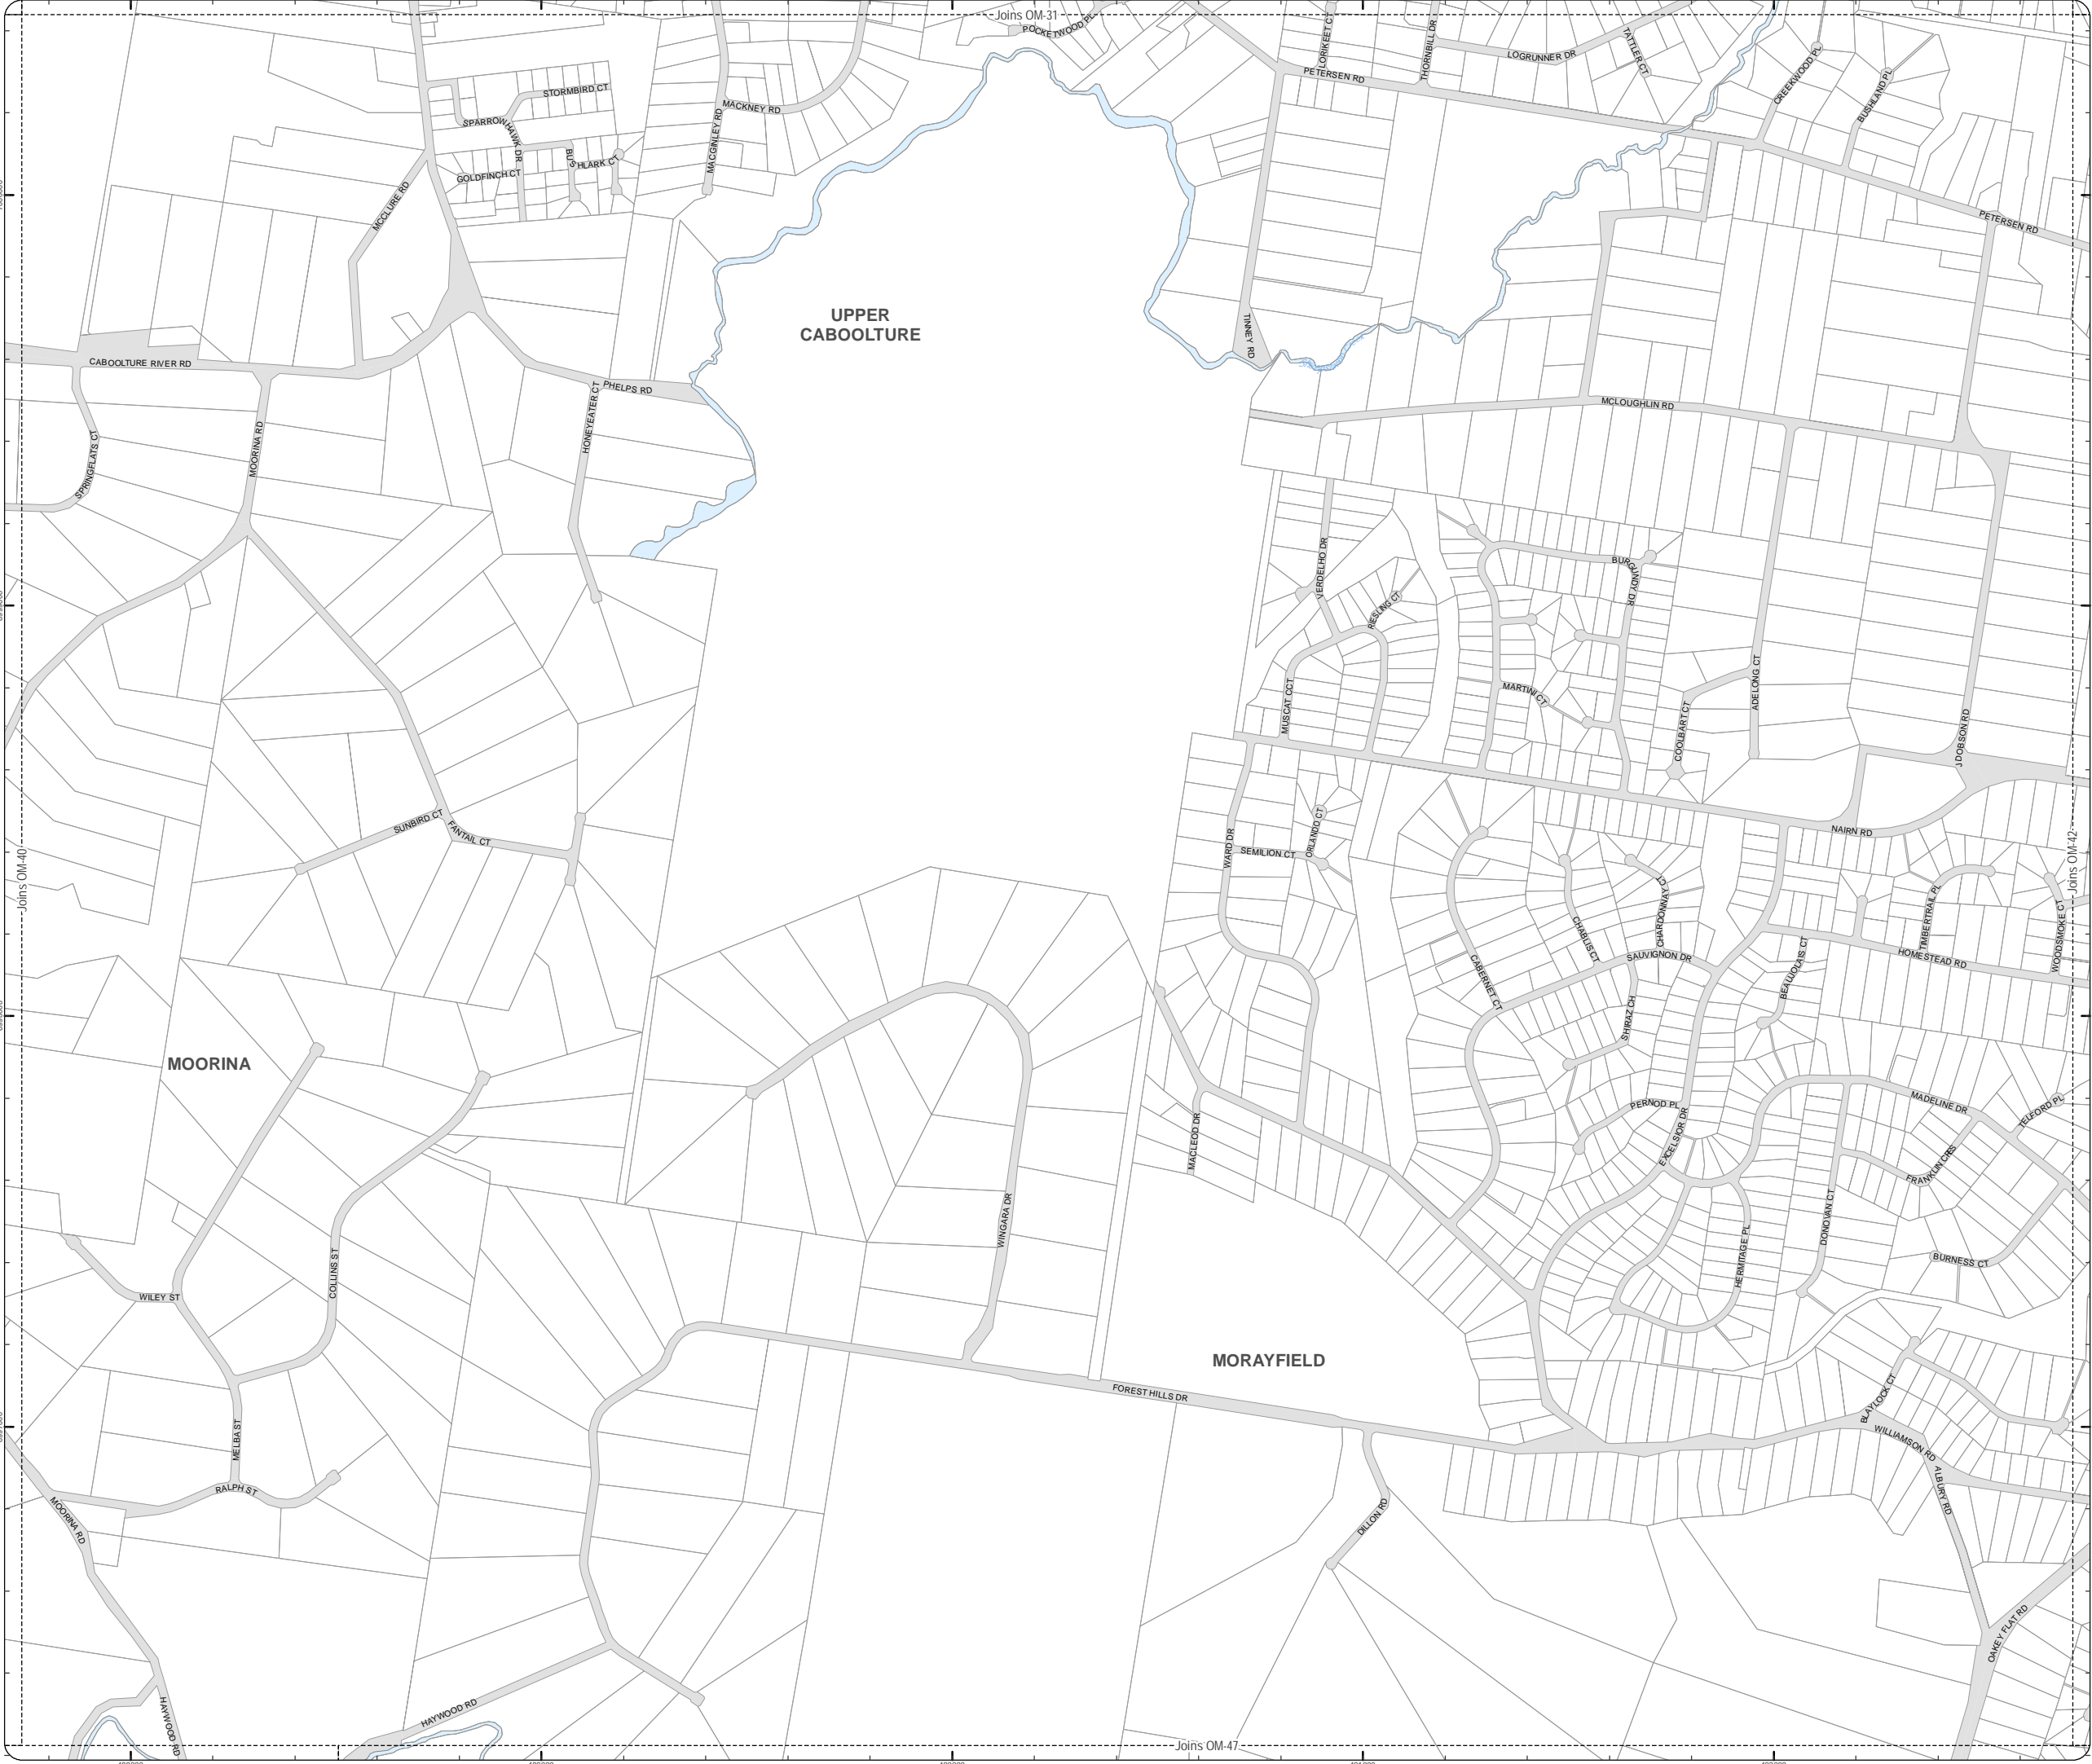 Joins OM-31
POCKETWOOD PL
LORIKEET CT
THORNBILL DR
LOGRUNNER DR
TATTLER CT
CREEKWOOD PL
BUSHLAND PL
PETERSEN RD
STORMBIRD CT
MACKNEY RD
SPARROWHAWK DR
MACGINLEY RD
BUSHLARK CT
GOLDFINCH CT
MCCLURE RD
PETERSEN RD
UPPER
CABOOLTURE
TINNEY RD
CABOOLTURE RIVER RD
PHELPS RD
HONEYEATER CT
MCLOUGHLIN RD
MOORINA RD
SPRINGFLATS CT
VERDELHO DR
BURGUNDY DR
RIESLING CT
MUSCAT CCT
MARTINI CT
ADELONG CT
COOLBART CT
J DOBSON RD
SUNBIRD CT
FANTAIL CT
WARD DR
SEMILION CT
ORLANDO CT
NAIRN RD
Joins OM-40
Joins OM-42
CHARDONNAY CT
CHABLIS CT
TIMBERTRAIL PL
WOODSMOKE CT
SAUVIGNON DR
HOMESTEAD RD
BEAUJOLAIS CT
CABERNET CT
SHIRAZ CH
MOORINA
PERNOD PL
MADELINE DR
TELFORD PL
EXCELSIOR DR
MACLEOD DR
FRANKLIN CRES
WINGARA DR
DONOVAN CT
HERMITAGE PL
BURNESS CT
COLLINS ST
WILEY ST
MORAYFIELD
FOREST HILLS DR
BLAYLOCK CT
WILLIAMSON RD
MELBA ST
RALPH ST
MOORINA RD
DILLON RD
ALBURY RD
OAKEY FLAT RD
HAYWOOD RD
HAYWOOD RD
Joins OM-47